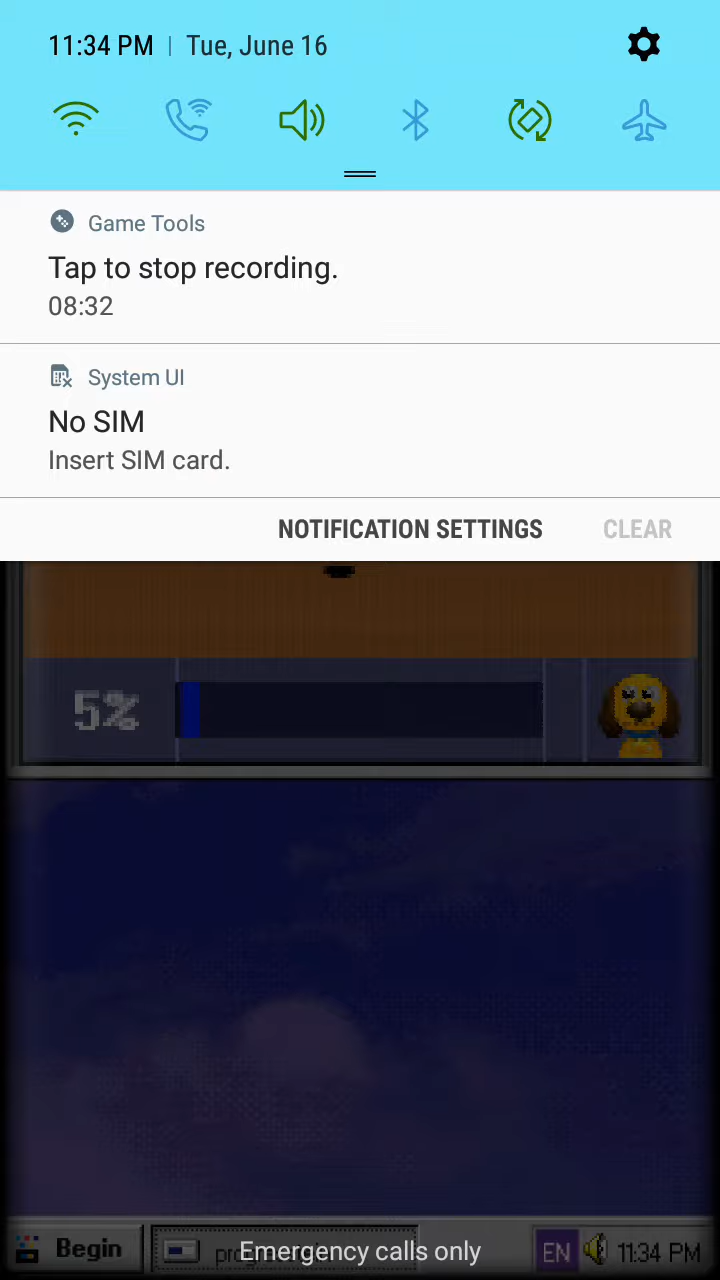 11:34 PM | Tue, June 16
Game Tools
Tap to stop recording.
08:32
System UI
No SIM
Insert SIM card.
NOTIFICATION SETTINGS CLEAR
5%
Begin
Emergency calls only
EN 11:34 PM